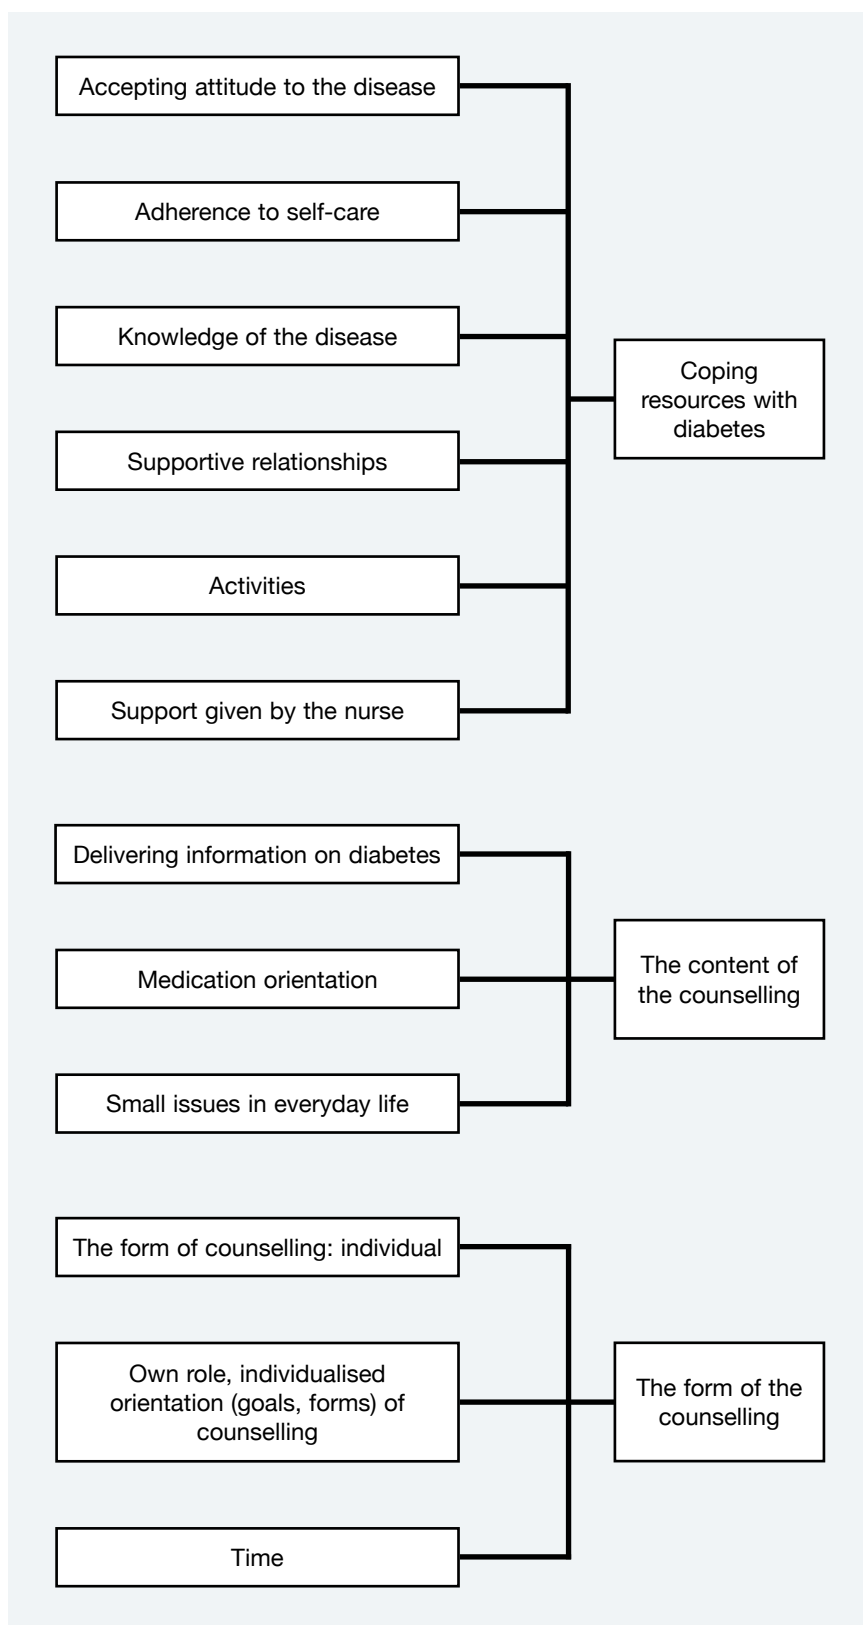 Accepting attitude to the disease
Adherence to self-care
Knowledge of the disease
Supportive relationships
Activities
Support given by the nurse
Coping
resources with
diabetes
Delivering information on diabetes
Medication orientation
Small issues in everyday life
The content of
the counselling
The form of counselling: individual
Own role, individualised
orientation (goals, forms) of
counselling
Time
The form of the
counselling